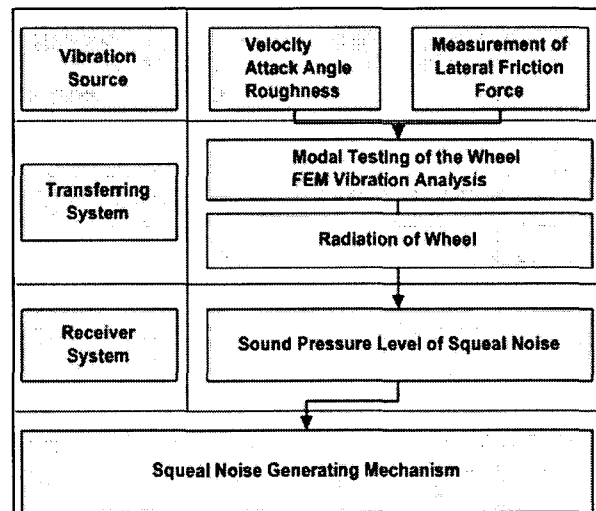 Vibration
Source
Velocity
Attack Angle
Roughness
Measurement of
Lateral Friction
Force
Transferring
System
Modal Testing of the Wheel
FEM Vibration Analysis
Radiation of Wheel
Receiver
System
Sound Pressure Level of Squeal Noise
Squeal Noise Generating Mechanism